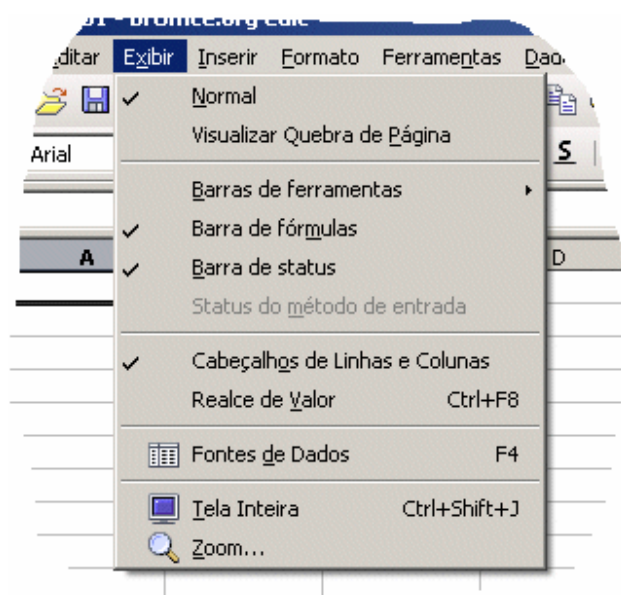 Editar Exibir Inserir Formato Ferramentas
Normal
Visualizar Quebra de Página
Arial S
Barras de ferramentas
Barra de fórmulas
A D
Barra de status
Status do método de entrada
Cabeçalhos de Linhas e Colunas
Realce de Valor Ctrl+F8
Fontes de Dados F4
Tela Inteira Ctrl+Shift+J
Zoom...